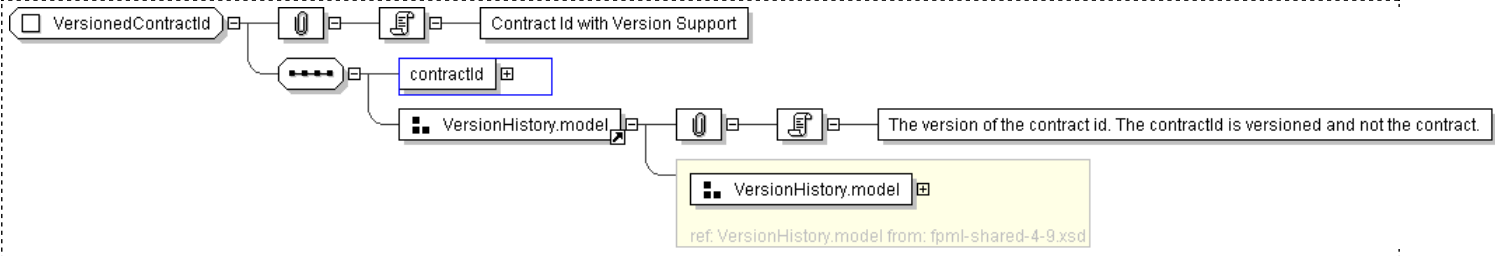 VersionedContractId
Contract Id with Version Support
contractId
VersionHistory.model
The version of the contract id. The contractId is versioned and not the contract.
VersionHistory.model
ref: VersionHistory.model from: fpml-shared-4-9.xsd